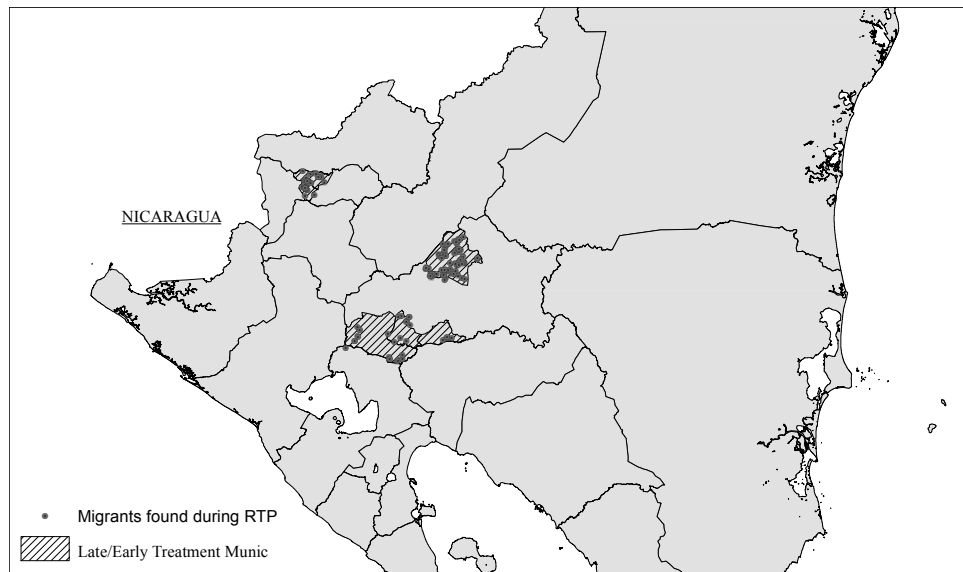 NICARAGUA
Migrants found during RTP
Late/Early Treatment Munic